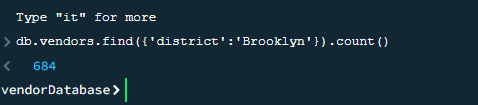 Type "it" for more
> db.vendors.find({'district':'Brooklyn'}).count()
< 684
vendorDatabase>